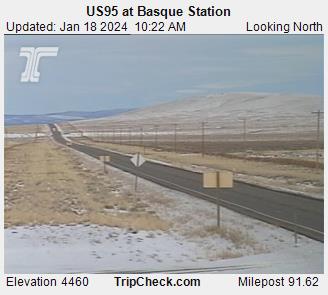 US95 at Basque Station
Updated: Jan 18 2024 10:22 AM Looking North
Elevation 4460 TripCheck.com Milepost 91.62